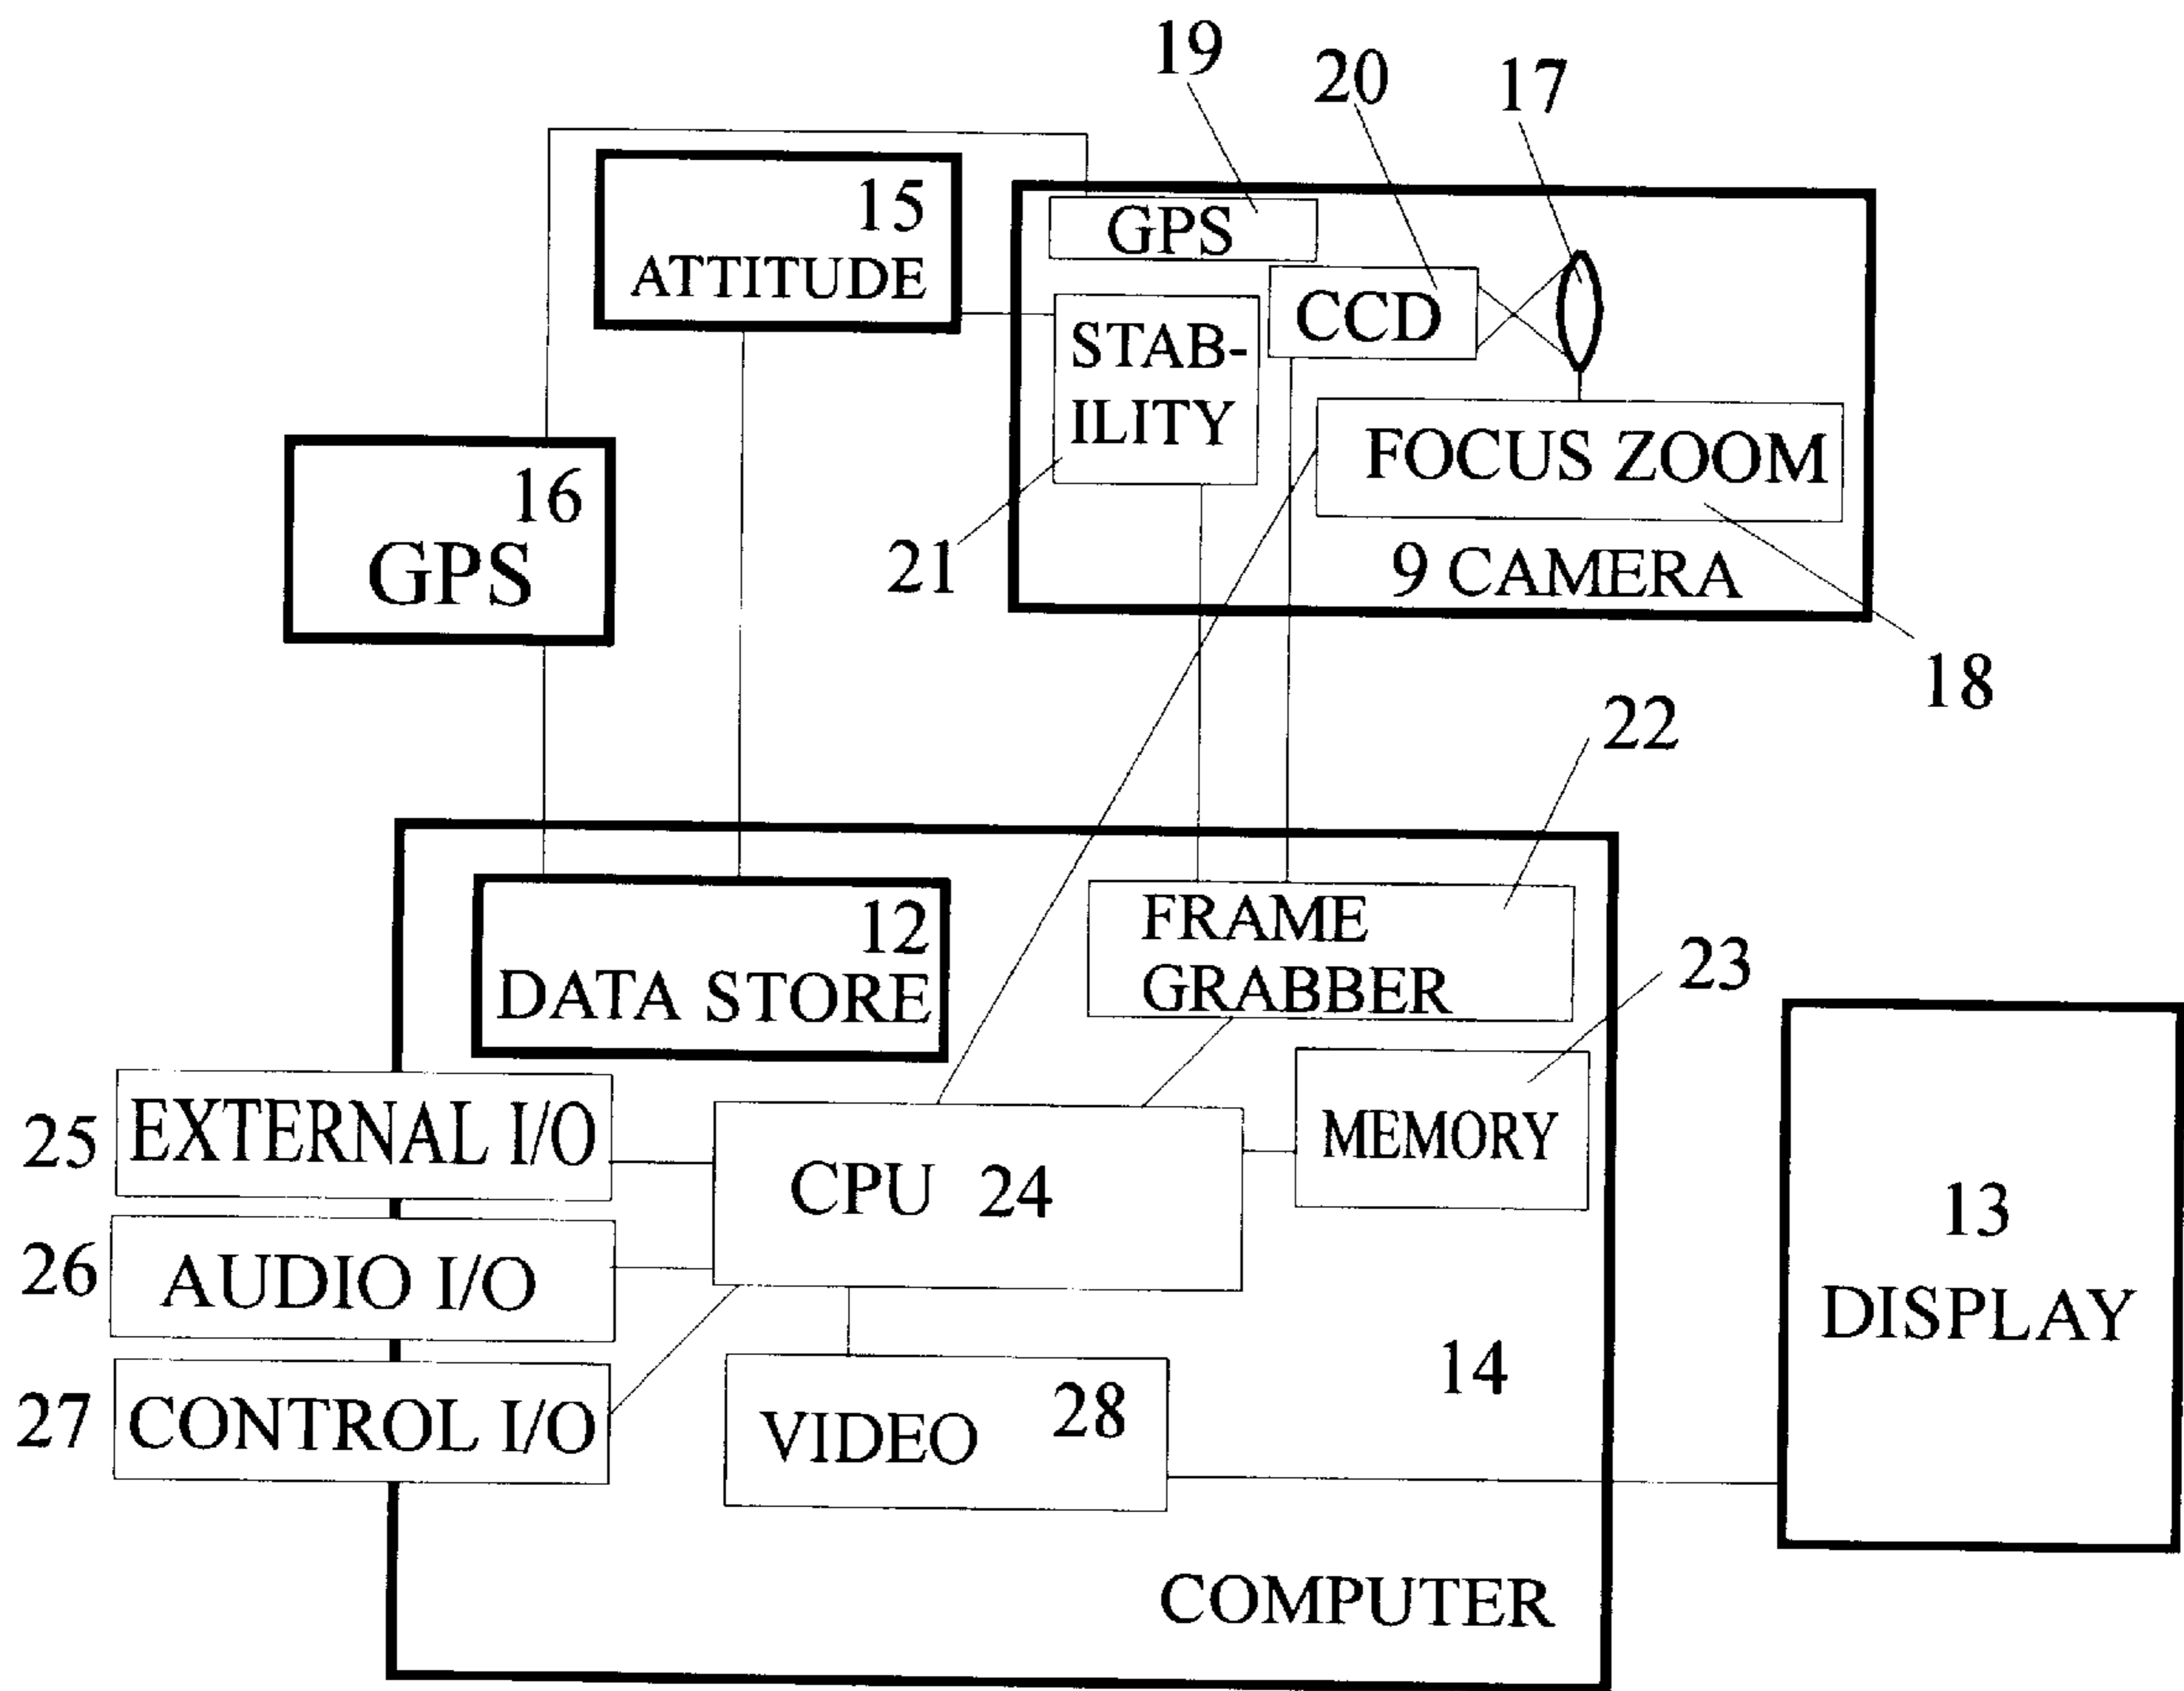 19
20
17
15
ATTITUDE
GPS
CCD
STAB-
ILITY
FOCUS ZOOM
9 CAMERA
16
GPS
21
18
22
12
DATA STORE
FRAME
GRABBER
23
25
EXTERNAL I/O
CPU 24
MEMORY
26
AUDIO I/O
13
DISPLAY
27
CONTROL I/O
VIDEO 28
14
COMPUTER